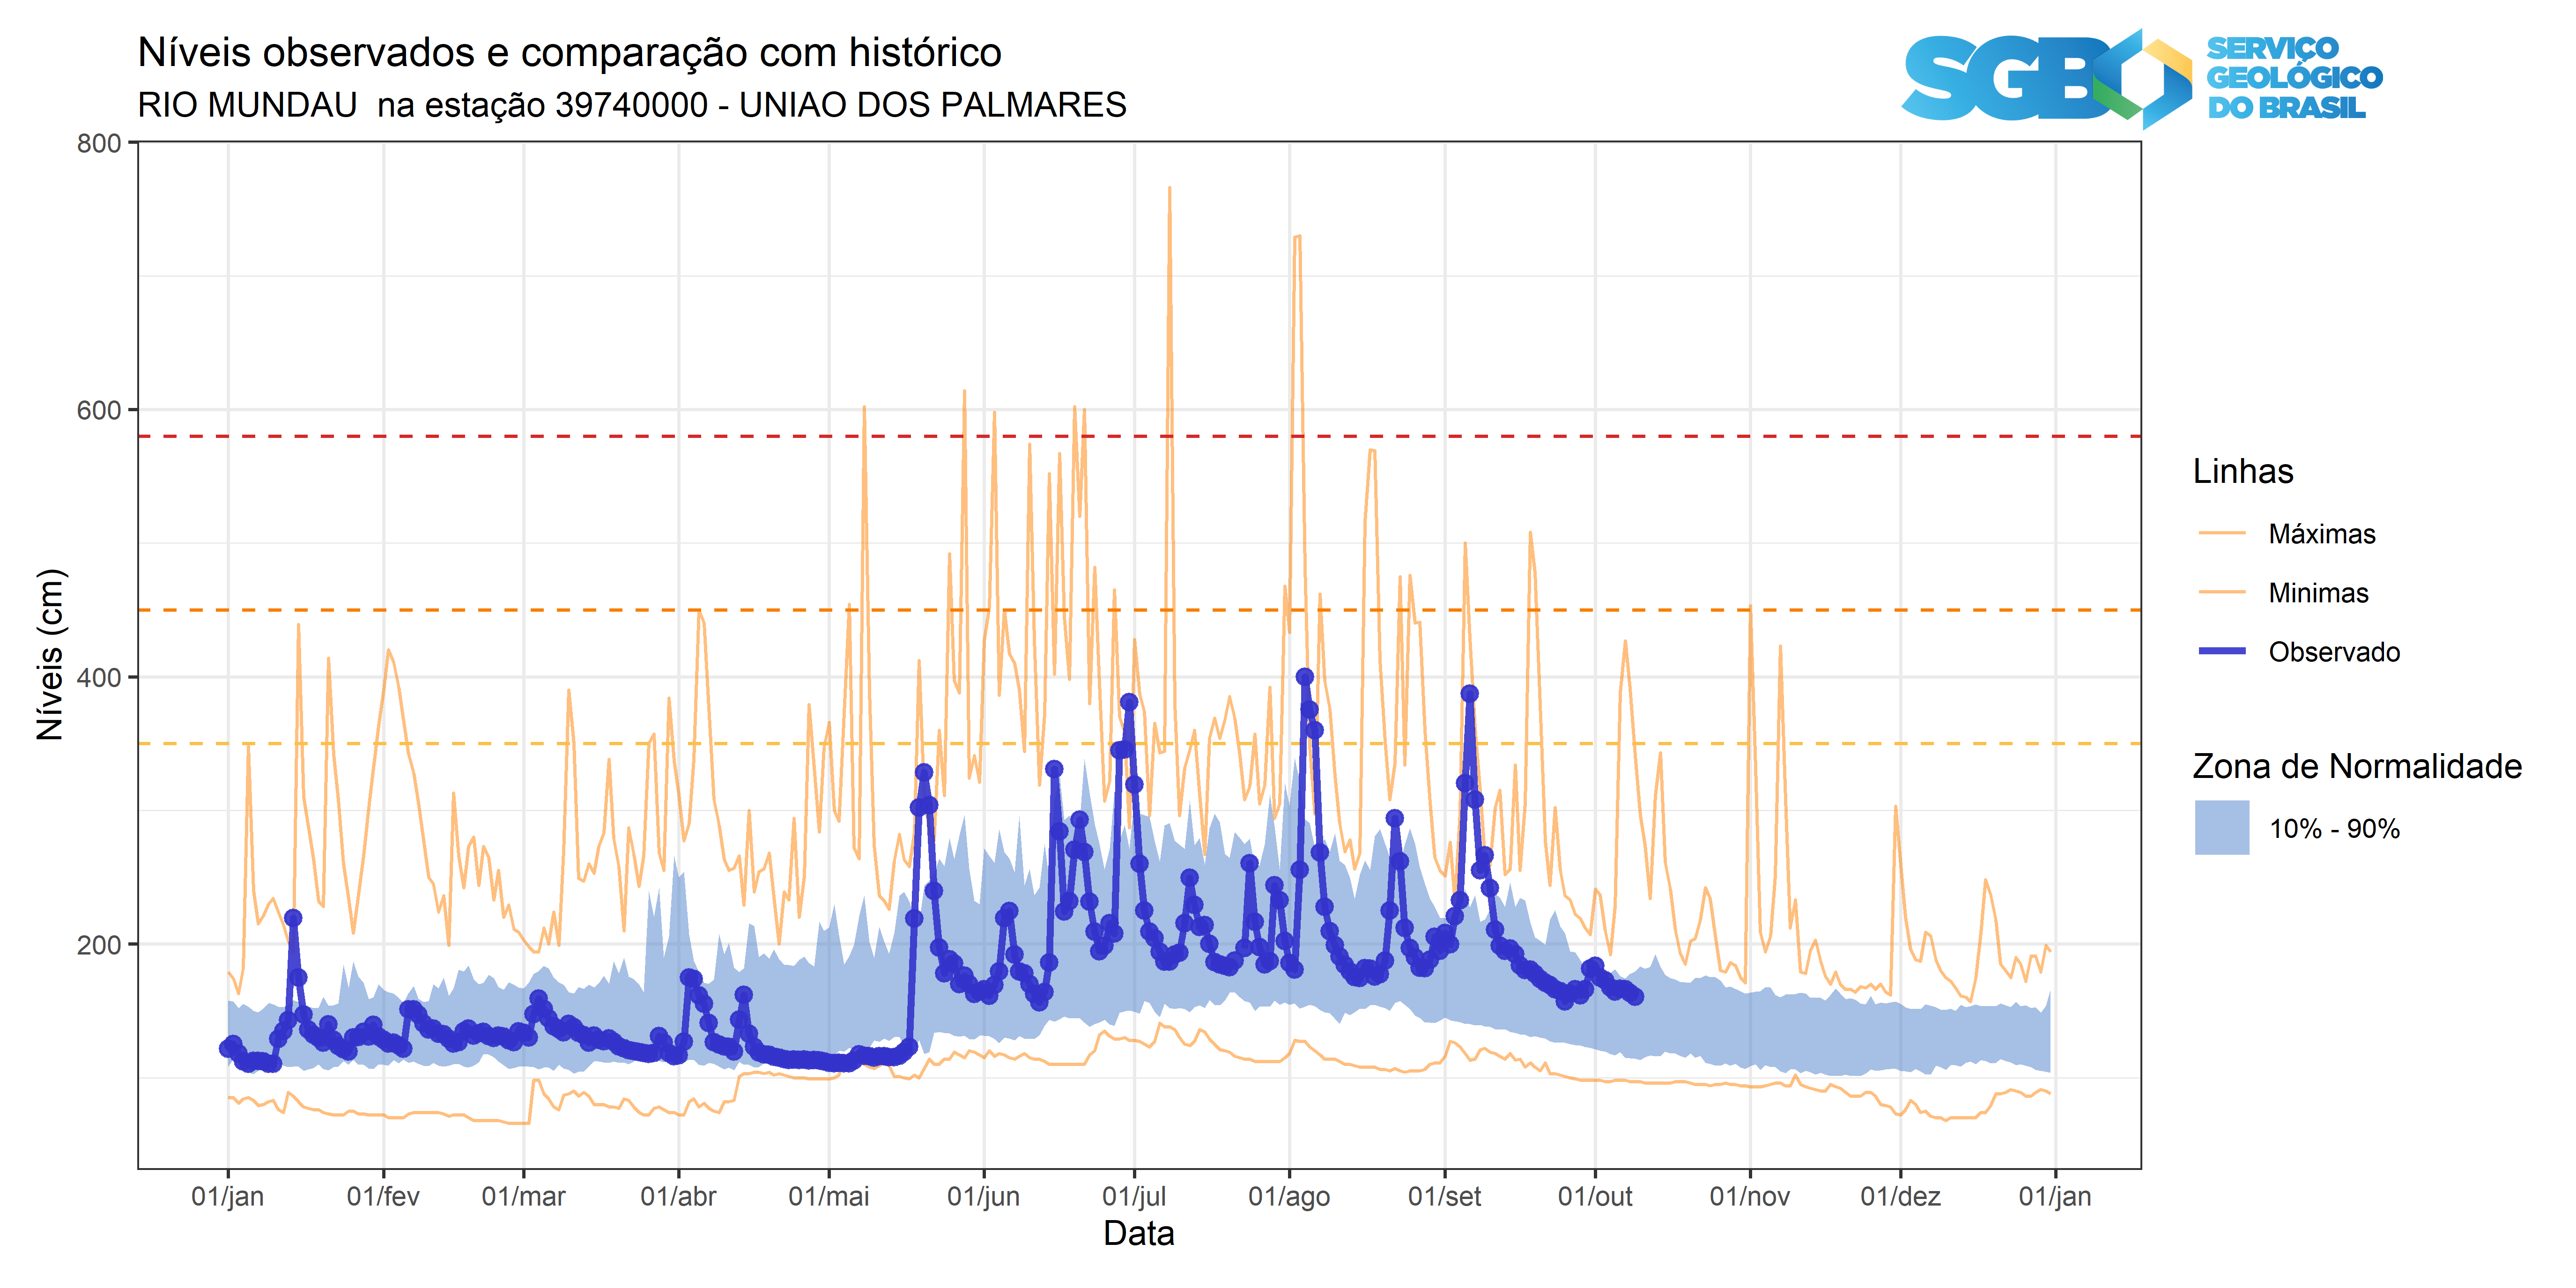 Níveis observados e comparação com histórico
RIO MUNDAU  na estação 39740000 - UNIAO DOS PALMARES
SGB
SERVIÇO
GEOLÓGICO
DO BRASIL
800
600
400
200
Níveis (cm)
01/jan
01/fev
01/mar
01/abr
01/mai
01/jun
01/jul
01/ago
01/set
01/out
01/nov
01/dez
01/jan
Data
Linhas
Máximas
Minimas
Observado
Zona de Normalidade
10% - 90%